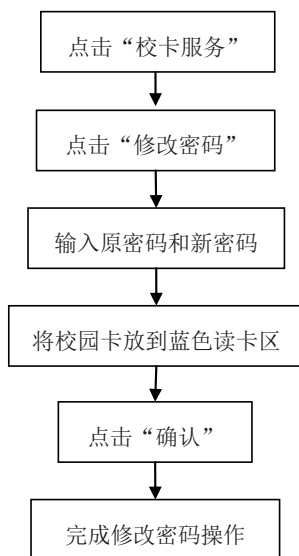 点击“校卡服务”
点击“修改密码”
输入原密码和新密码
将校园卡放到蓝色读卡区
点击“确认”
完成修改密码操作